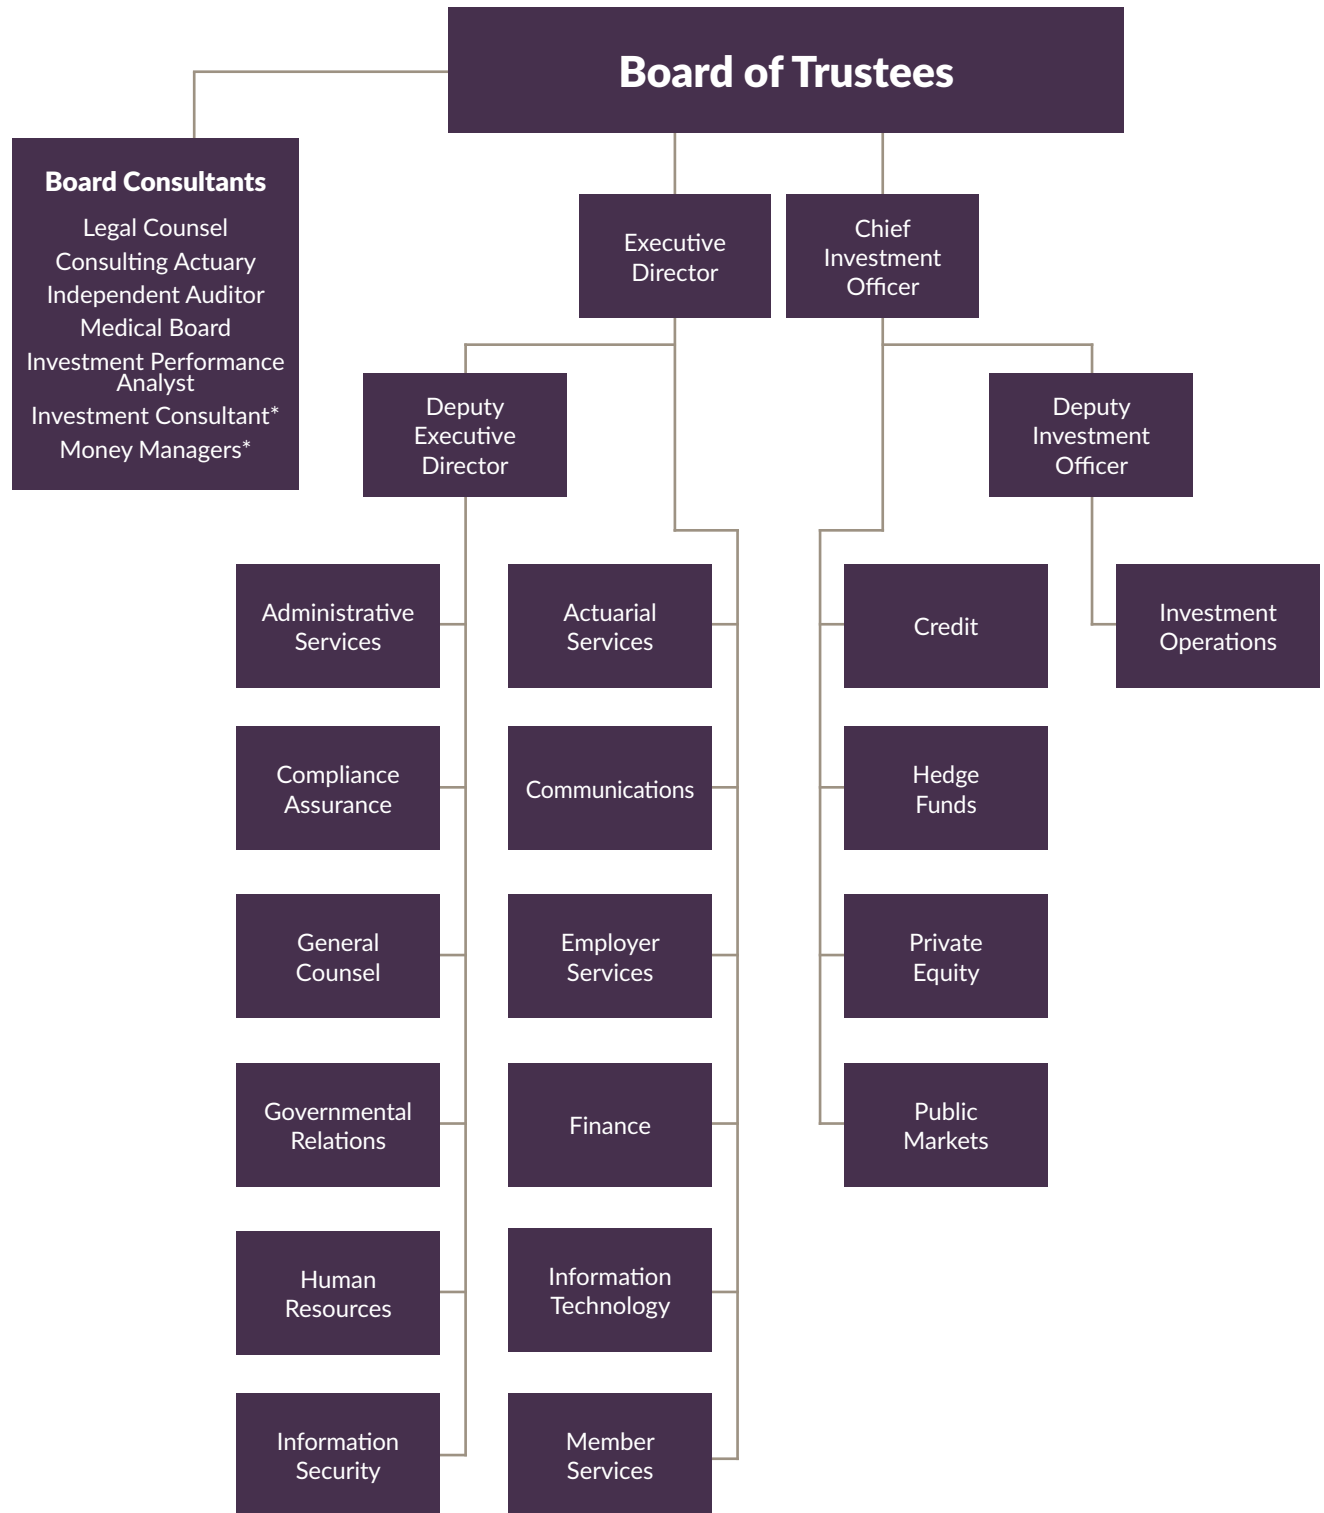 Board of Trustees
Board Consultants
Legal Counsel
Consulting Actuary
Independent Auditor
Medical Board
Investment Performance
Analyst
Investment Consultant*
Money Managers*
Executive
Director
Chief
Investment
Officer
Deputy
Executive
Director
Deputy
Investment
Officer
Administrative
Services
Actuarial
Services
Credit
Investment
Operations
Compliance
Assurance
Communications
Hedge
Funds
General
Counsel
Employer
Services
Private
Equity
Governmental
Relations
Finance
Public
Markets
Human
Resources
Information
Technology
Information
Security
Member
Services